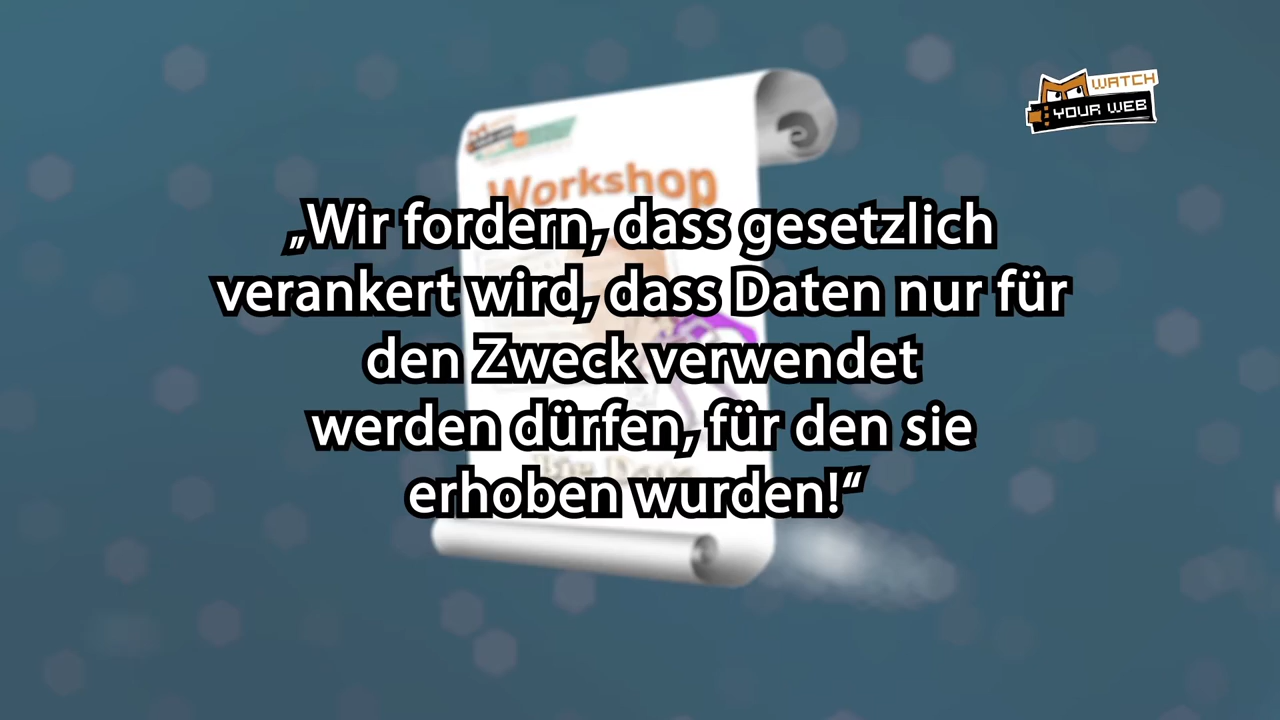 WATCH
YOUR WEB
Workshop
„Wir fordern, dass gesetzlich
verankert wird, dass Daten nur für
den Zweck verwendet
werden dürfen, für den sie
erhoben wurden!“